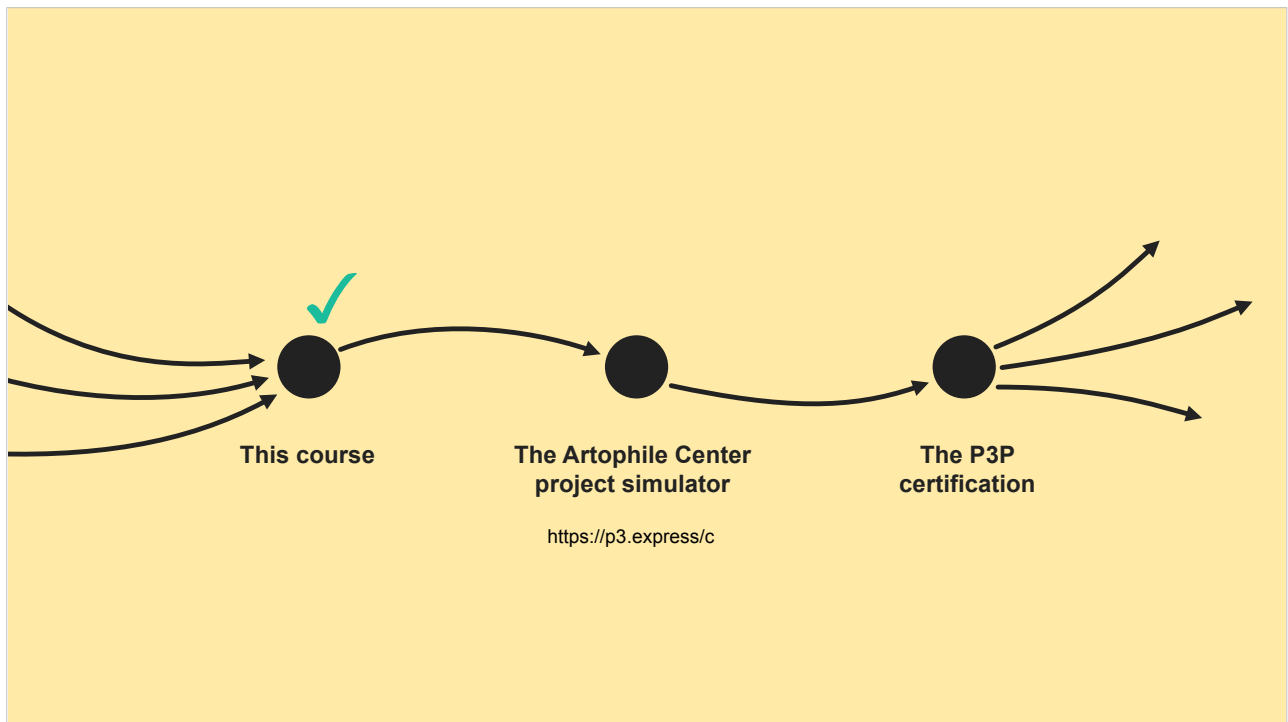 This course
The Artophile Center
project simulator
https://p3.express/c
The P3P
certification